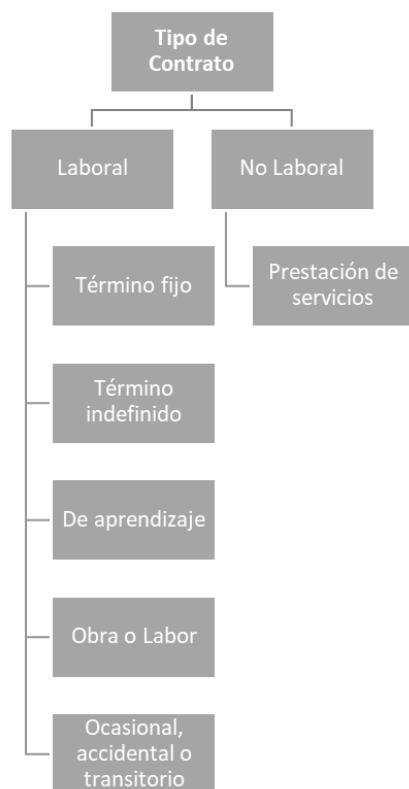 Tipo de
Contrato
Laboral
No Laboral
Término fijo
Prestación de
servicios
Término
indefinido
De aprendizaje
Obra o Labor
Ocasional,
accidental o
transitorio